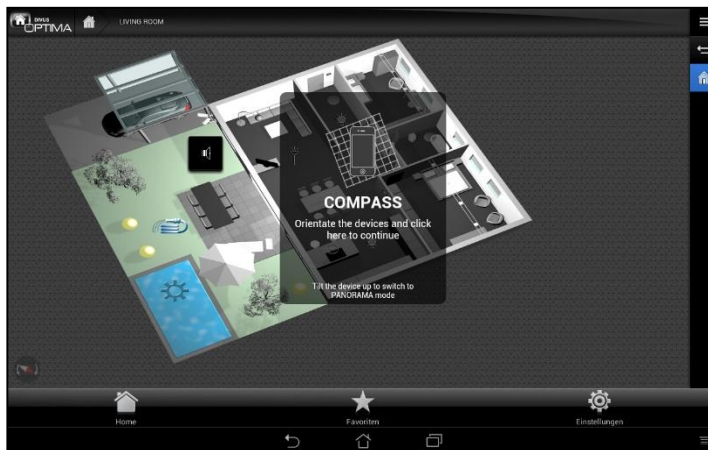 DIVUS
OPTIMA
LIVING ROOM
COMPASS
Orientate the devices and click
here to continue
Tilt the device up to switch to
PANORAMA mode
Home
Favoriten
Einstellungen